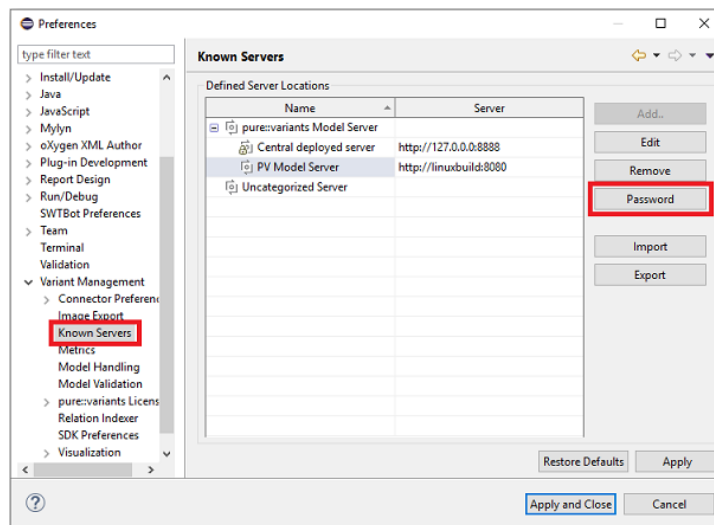 Preferences
type filter text
Known Servers
Install/Update
Java
JavaScript
Mylyn
oXygen XML Author
Plug-in Development
Report Design
Run/Debug
SWTBot Preferences
Team
Terminal
Validation
Variant Management
Connector Preferenc
Image Export
Known Servers
Metrics
Model Handling
Model Validation
pure::variants Licens
Relation Indexer
SDK Preferences
Visualization
Defined Server Locations
Name Server
pure::variants Model Server
Central deployed server http://127.0.0.0:8888
PV Model Server http://linuxbuild:8080
Uncategorized Server
Add..
Edit
Remove
Password
Import
Export
Restore Defaults Apply
Apply and Close Cancel